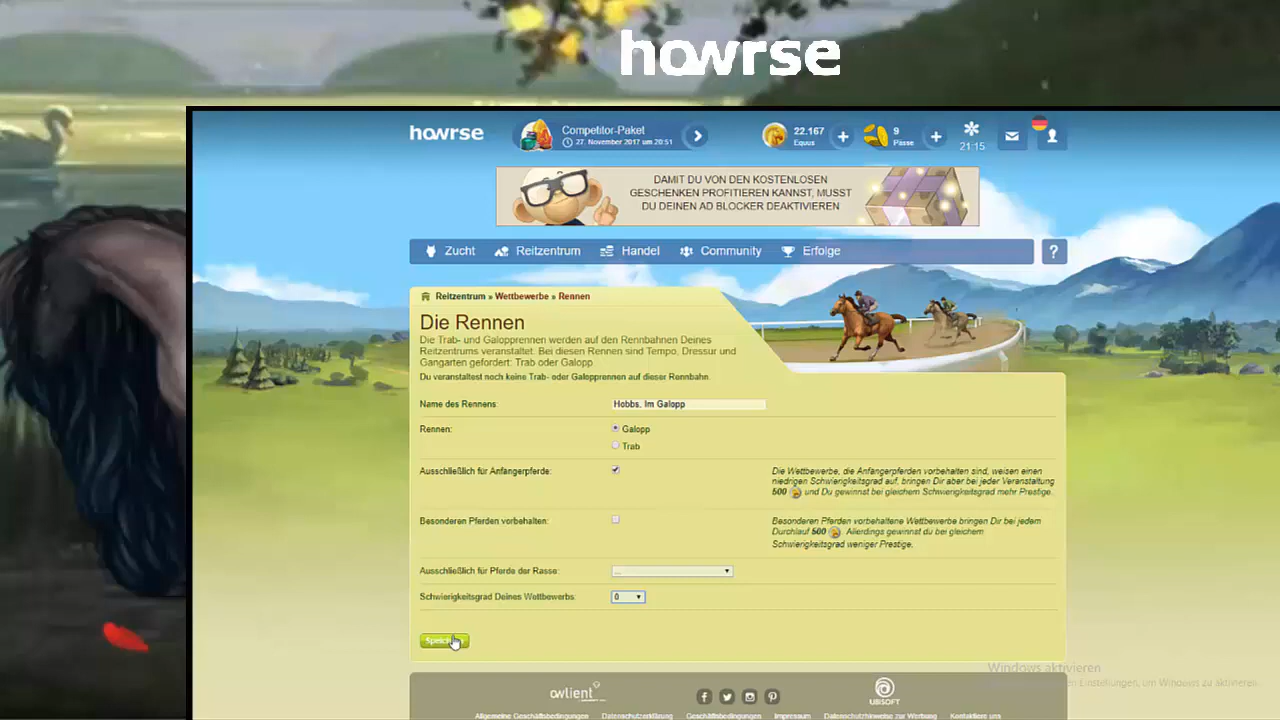 howrse
howrse
Competitor-Paket
27. November 2017 um 20:51
22.167
Equus
9
Pässe
21:15
DAMIT DU VON DEN KOSTENLOSEN
GESCHENKEN PROFITIEREN KANNST, MUSST
DU DEINEN AD BLOCKER DEAKTIVIEREN
Zucht
Reitzentrum
Handel
Community
Erfolge
?
Reitzentrum » Wettbewerbe » Rennen
Die Rennen
Die Trab- und Galopprennen werden auf den Rennbahnen Deines
Reitzentrums veranstaltet. Bei diesen Rennen sind Tempo, Dressur und
Gangarten gefordert: Trab oder Galopp
Du veranstaltest noch keine Trab- oder Galopprennen auf dieser Rennbahn.
Name des Rennens:
Hobbs, Im Galopp
Rennen:
Galopp
Trab
Ausschließlich für Anfängerpferde:
Die Wettbewerbe, die Anfängerpferden vorbehalten sind, weisen einen
niedrigen Schwierigkeitsgrad auf, bringen Dir aber bei jeder Veranstaltung
500 und Du gewinnst bei gleichem Schwierigkeitsgrad mehr Prestige.
Besonderen Pferden vorbehalten:
Besonderen Pferden vorbehaltene Wettbewerbe bringen Dir bei jedem
Durchlauf 500 . Allerdings gewinnst du bei gleichem
Schwierigkeitsgrad weniger Prestige.
Ausschließlich für Pferde der Rasse:
...
Schwierigkeitsgrad Deines Wettbewerbs:
0
Windows aktivieren
Einstellungen, um Windows zu aktivieren.
owlient
UBISOFT
Allgemeine Geschäftsbedingungen
Datenschutzerklärung
Geschäftsbedingungen
Impressum
Datenschutzhinweise zur Werbung
Kontaktiere uns